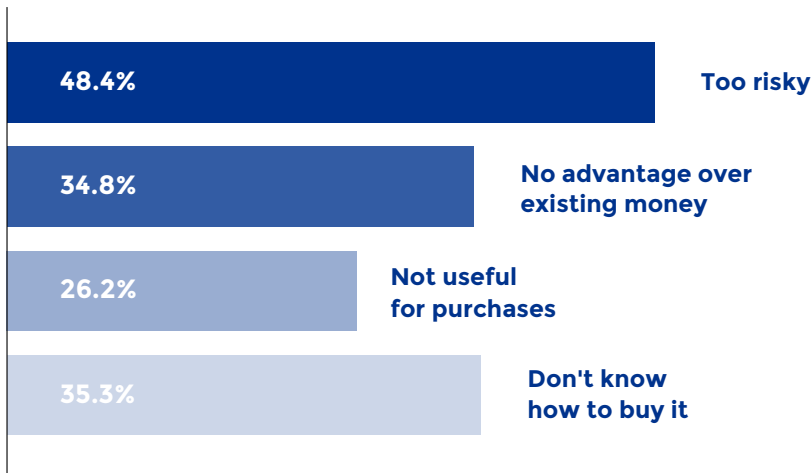 48.4%
Too risky
34.8%
No advantage over
existing money
26.2%
Not useful
for purchases
35.3%
Don't know
how to buy it